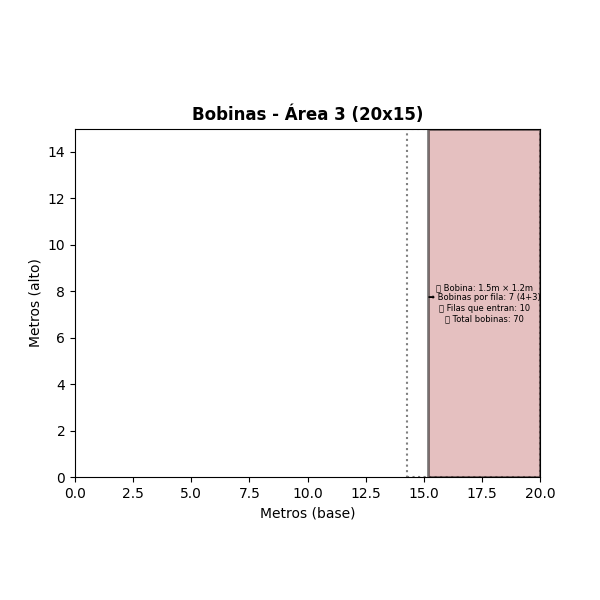 Bobinas - Área 3 (20x15)
14
12
10
8
6
4
2
0
Metros (alto)
Bobina: 1.5m × 1.2m
➡ Bobinas por fila: 7 (4+3)
Filas que entran: 10
Total bobinas: 70
0.0 2.5 5.0 7.5 10.0 12.5 15.0 17.5 20.0
Metros (base)